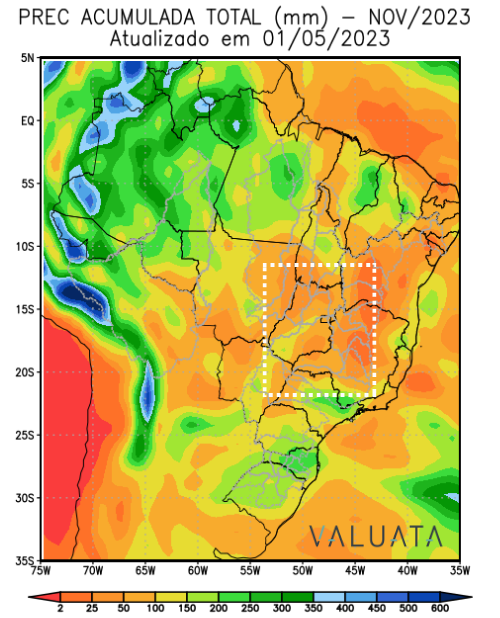 PREC ACUMULADA TOTAL (mm) – NOV/2023
Atualizado em 01/05/2023
5N
EQ
5S
10S
15S
20S
25S
30S
35S
VALUATA
75W 70W 65W 60W 55W 50W 45W 40W 35W
2 25 50 100 150 200 250 300 350 400 450 500 600